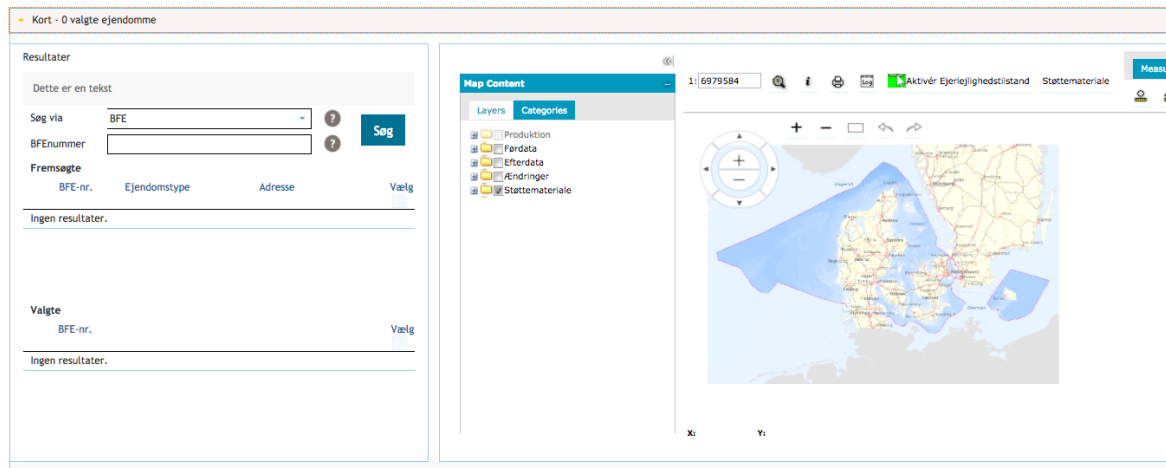 Kort - 0 valgte ejendomme
Resultater
Dette er en tekst
Søg via
BFE
BFEnummer
Søg
Fremsøgte
BFE-nr. Ejendomstype Adresse Vælg
Ingen resultater.
Valgte
BFE-nr. Vælg
Ingen resultater.
Map Content
Layers Categories
Produktion
Førdata
Efterdata
Ændringer
Støttemateriale
1: 6979584 Log Aktivér Ejerlejlighedstilstand Støttemateriale
Measu
X: Y: